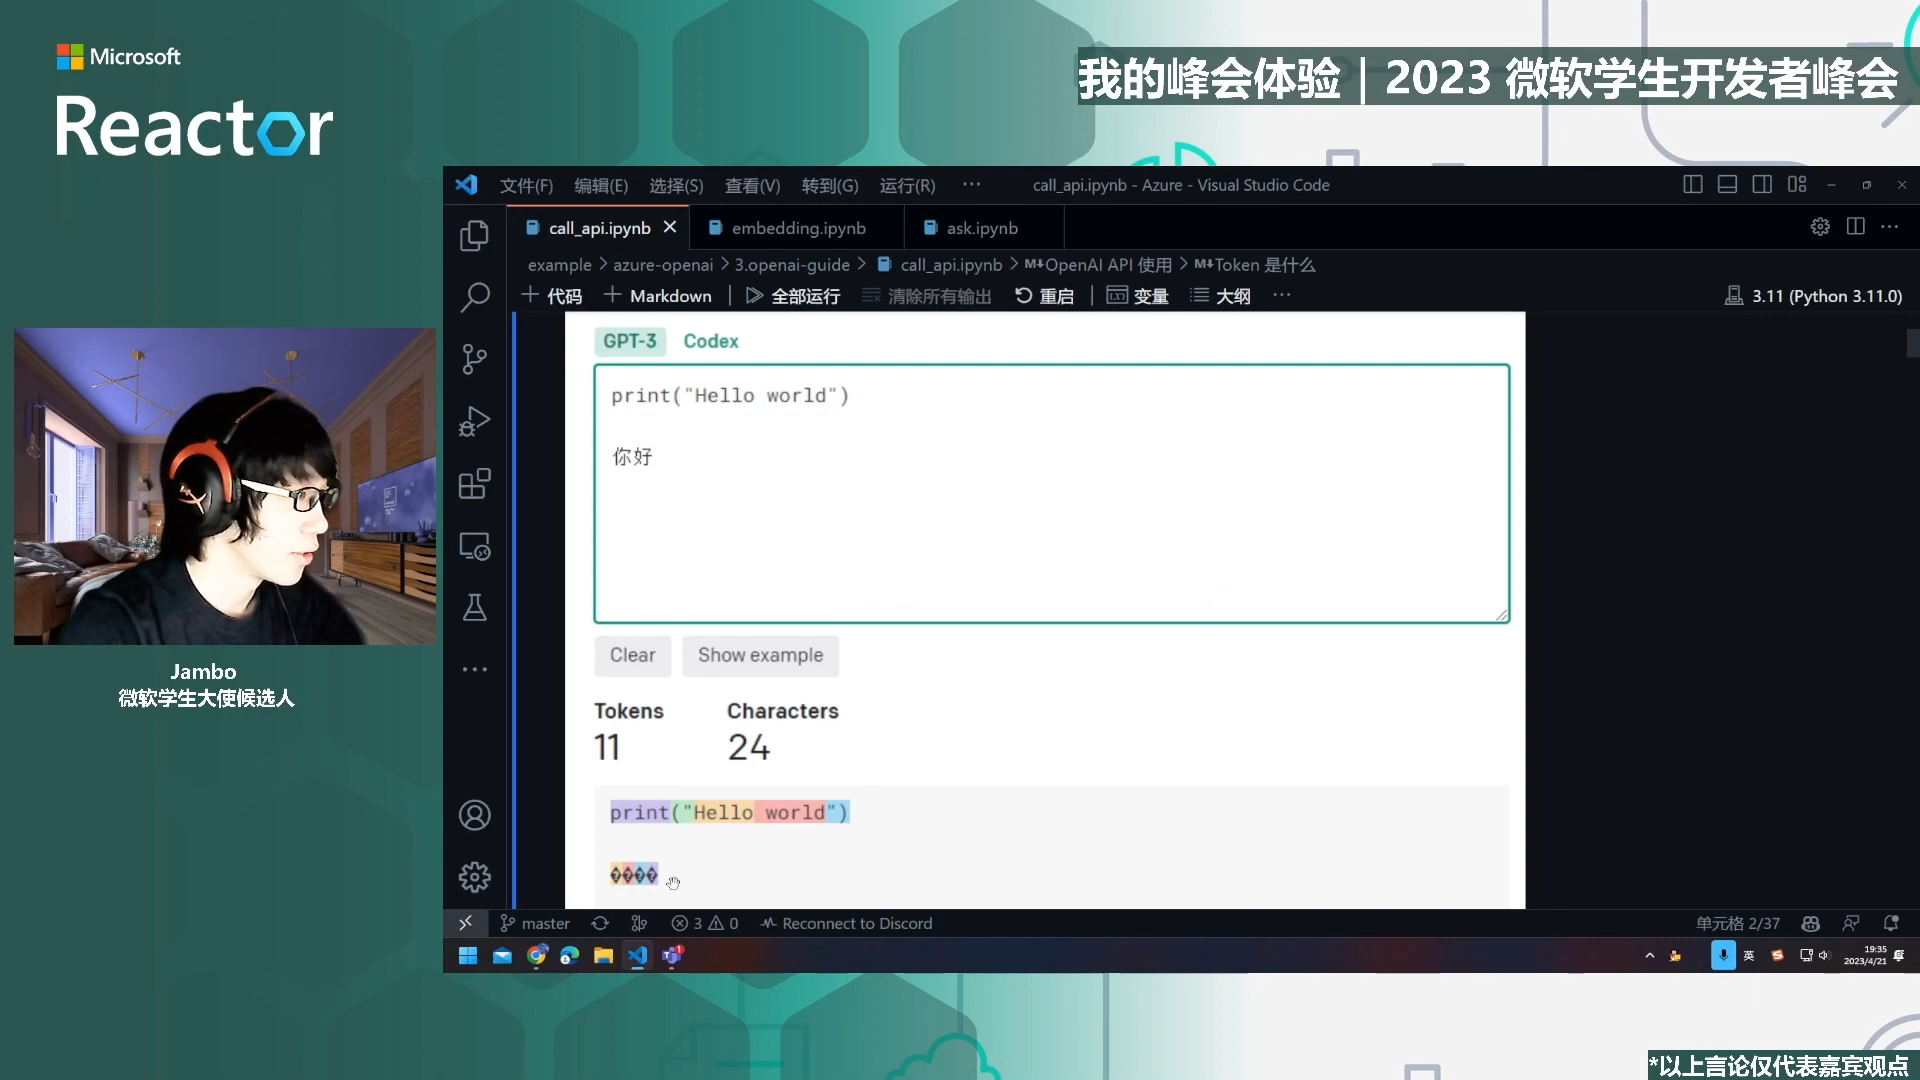 Microsoft
Reactor
我的峰会体验｜2023 微软学生开发者峰会
文件(F) 编辑(E) 选择(S) 查看(V) 转到(G) 运行(R) ··· call_api.ipynb - Azure - Visual Studio Code
call_api.ipynb embedding.ipynb ask.ipynb
example > azure-openai > 3.openai-guide > call_api.ipynb > M↓OpenAI API 使用 > M↓Token 是什么
+ 代码 + Markdown | 全部运行 清除所有输出 重启 | 变量 大纲 ··· 3.11 (Python 3.11.0)
GPT-3 Codex
print("Hello world")
你好
Clear Show example
Tokens Characters
11 24
print("Hello world")
����
Jambo
微软学生大使候选人
master 3 0 Reconnect to Discord 单元格 2/37
英 19:35
2023/4/21
*以上言论仅代表嘉宾观点